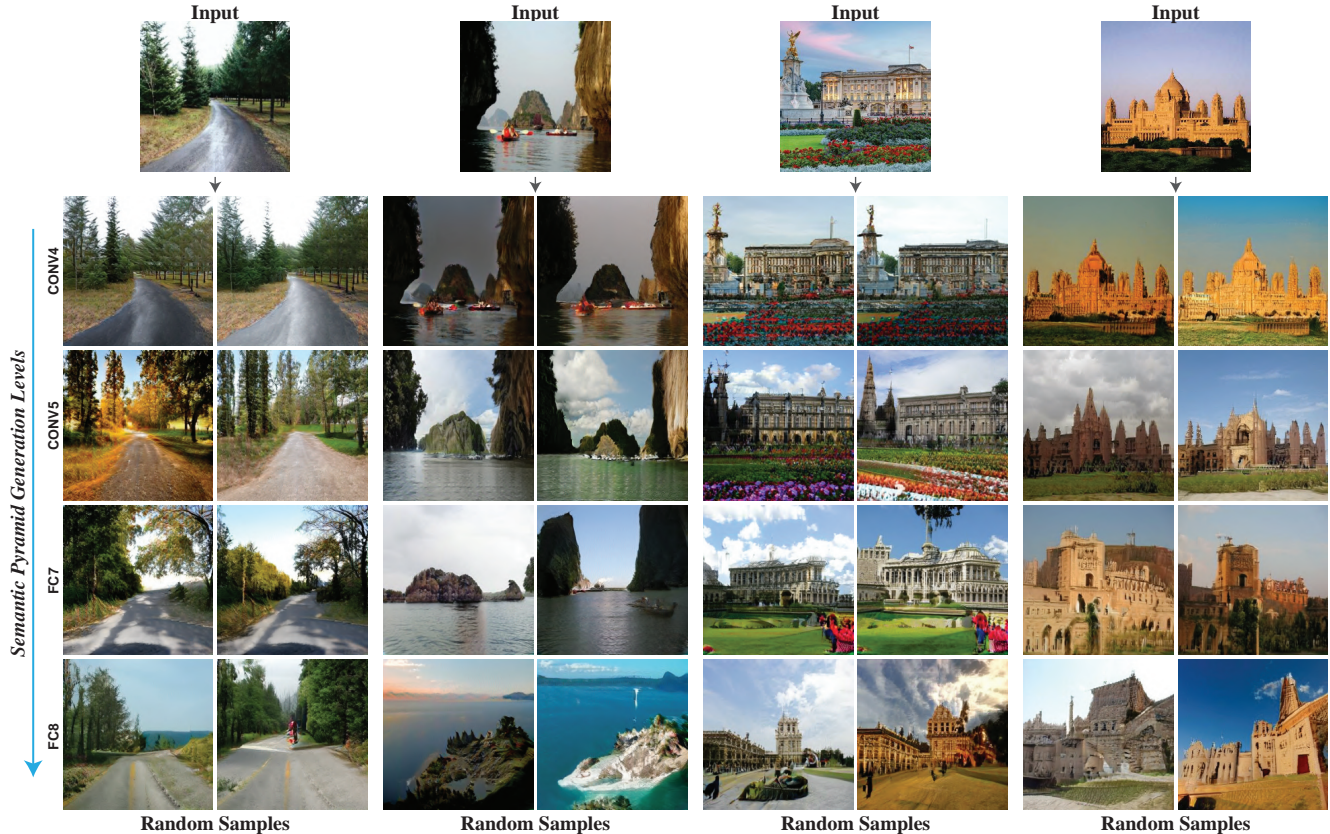 Input
Input
Input
Input
Semantic Pyramid Generation Levels
CONV4
CONV5
FC7
FC8
Random Samples
Random Samples
Random Samples
Random Samples